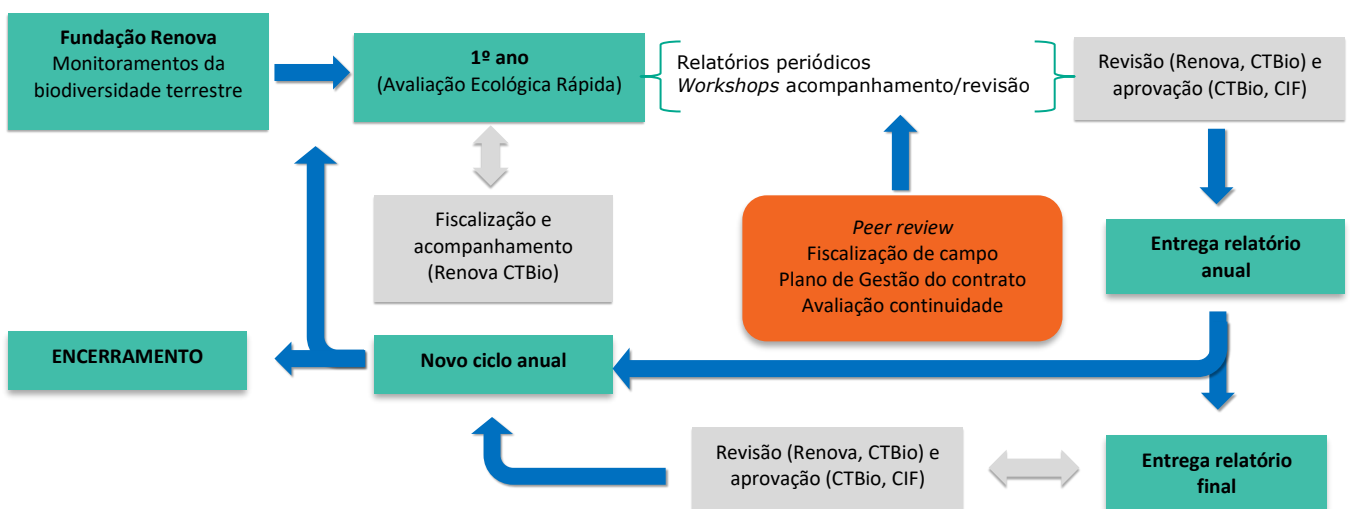 Fundação Renova
Monitoramentos da
biodiversidade terrestre
1º ano
(Avaliação Ecológica Rápida)
Relatórios periódicos
Workshops acompanhamento/revisão
Revisão (Renova, CTBio) e
aprovação (CTBio, CIF)
Fiscalização e
acompanhamento
(Renova CTBio)
Peer review
Fiscalização de campo
Plano de Gestão do contrato
Avaliação continuidade
Entrega relatório
anual
ENCERRAMENTO
Novo ciclo anual
Revisão (Renova, CTBio) e
aprovação (CTBio, CIF)
Entrega relatório
final